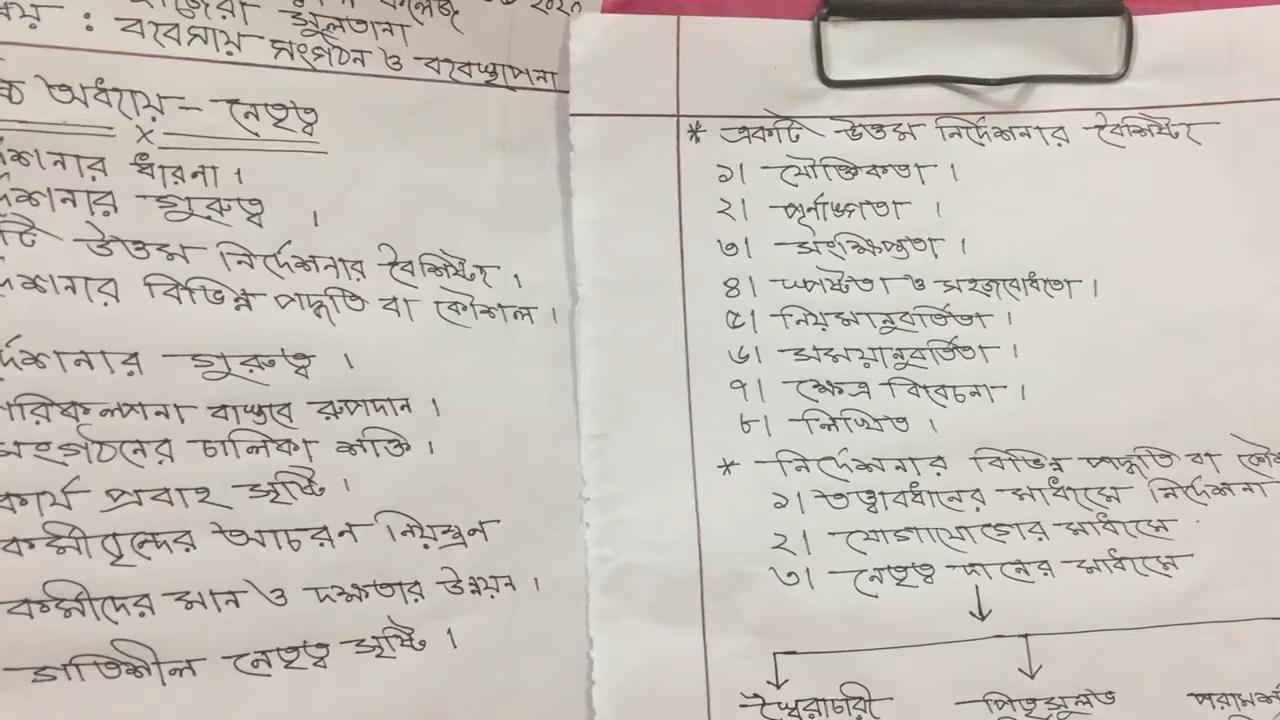 সুলতানা
ব্যবসায় সংগঠন ও ব্যবস্থাপনা
অধ্যায় - নেতৃত্ব
র্দেশনার ধারনা।
র্দেশনার গুরুত্ব ।
টি উত্তম নির্দেশনার বৈশিষ্ট্য।
র্দেশনার বিভিন্ন পদ্ধতি বা কৌশল।
র্দেশনার গুরুত্ব ।
পরিকল্পনা বাস্তবে রুপদান।
সংগঠনের চালিকা শক্তি।
কার্য প্রবাহ সৃষ্টি।
কর্মীবৃন্দের আচরন নিয়ন্ত্রন
কর্মীদের মান ও দক্ষতার উন্নয়ন।
গতিশীল নেতৃত্ব সৃষ্টি।
* একটি উত্তম নির্দেশনার বৈশিষ্ট্য
১। যৌক্তিকতা।
২। পূর্নাঙ্গতা ।
৩। সংক্ষিপ্ততা।
৪। স্পষ্টতা ও সহজবোধ্যতা।
৫। নিয়মানুবর্তিতা।
৬। সময়ানুবর্তিতা।
৭। ক্ষেত্র বিবেচনা।
৮। লিখিত।
* নির্দেশনার বিভিন্ন পদ্ধতি বা কৌ
১। তত্ত্বাবধানের মাধ্যমে নির্দেশনা
২। যোগাযোগের মাধ্যমে
৩। নেতৃত্ব দানের মাধ্যমে
স্বৈরাচারী পিতৃসুলভ পরামর্শ